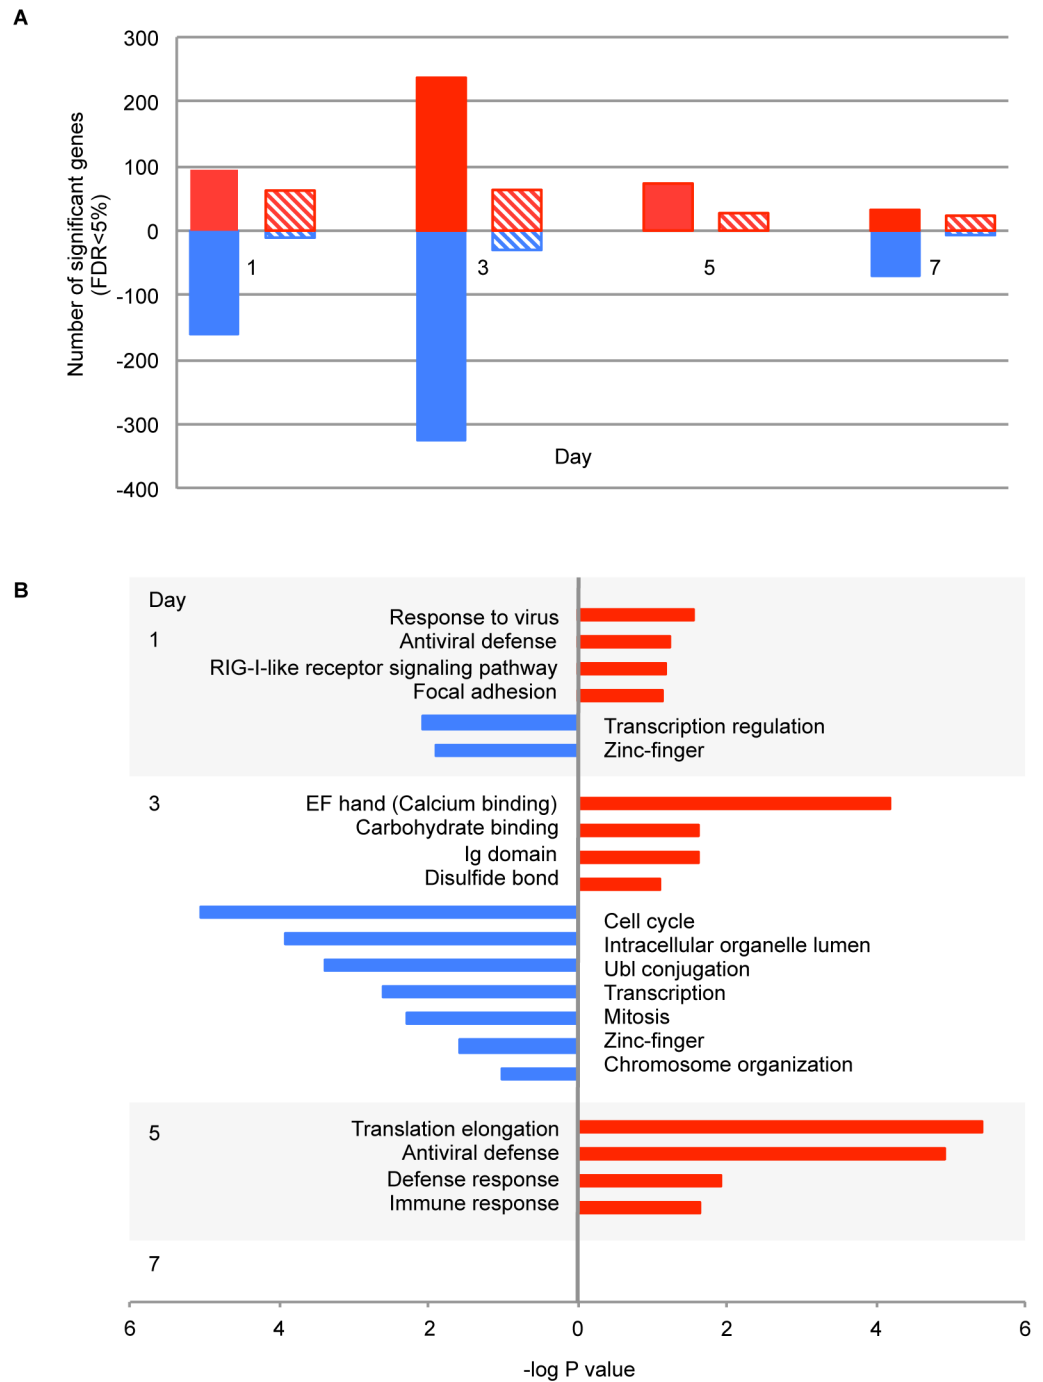 A
300
200
100
0
-100
-200
-300
-400
Number of significant genes
(FDR<5%)
1
3
5
7
Day
B
Day
1
Response to virus
Antiviral defense
RIG-I-like receptor signaling pathway
Focal adhesion
Transcription regulation
Zinc-finger
3
EF hand (Calcium binding)
Carbohydrate binding
Ig domain
Disulfide bond
Cell cycle
Intracellular organelle lumen
Ubl conjugation
Transcription
Mitosis
Zinc-finger
Chromosome organization
5
Translation elongation
Antiviral defense
Defense response
Immune response
7
6 4 2 0 2 4 6
-log P value